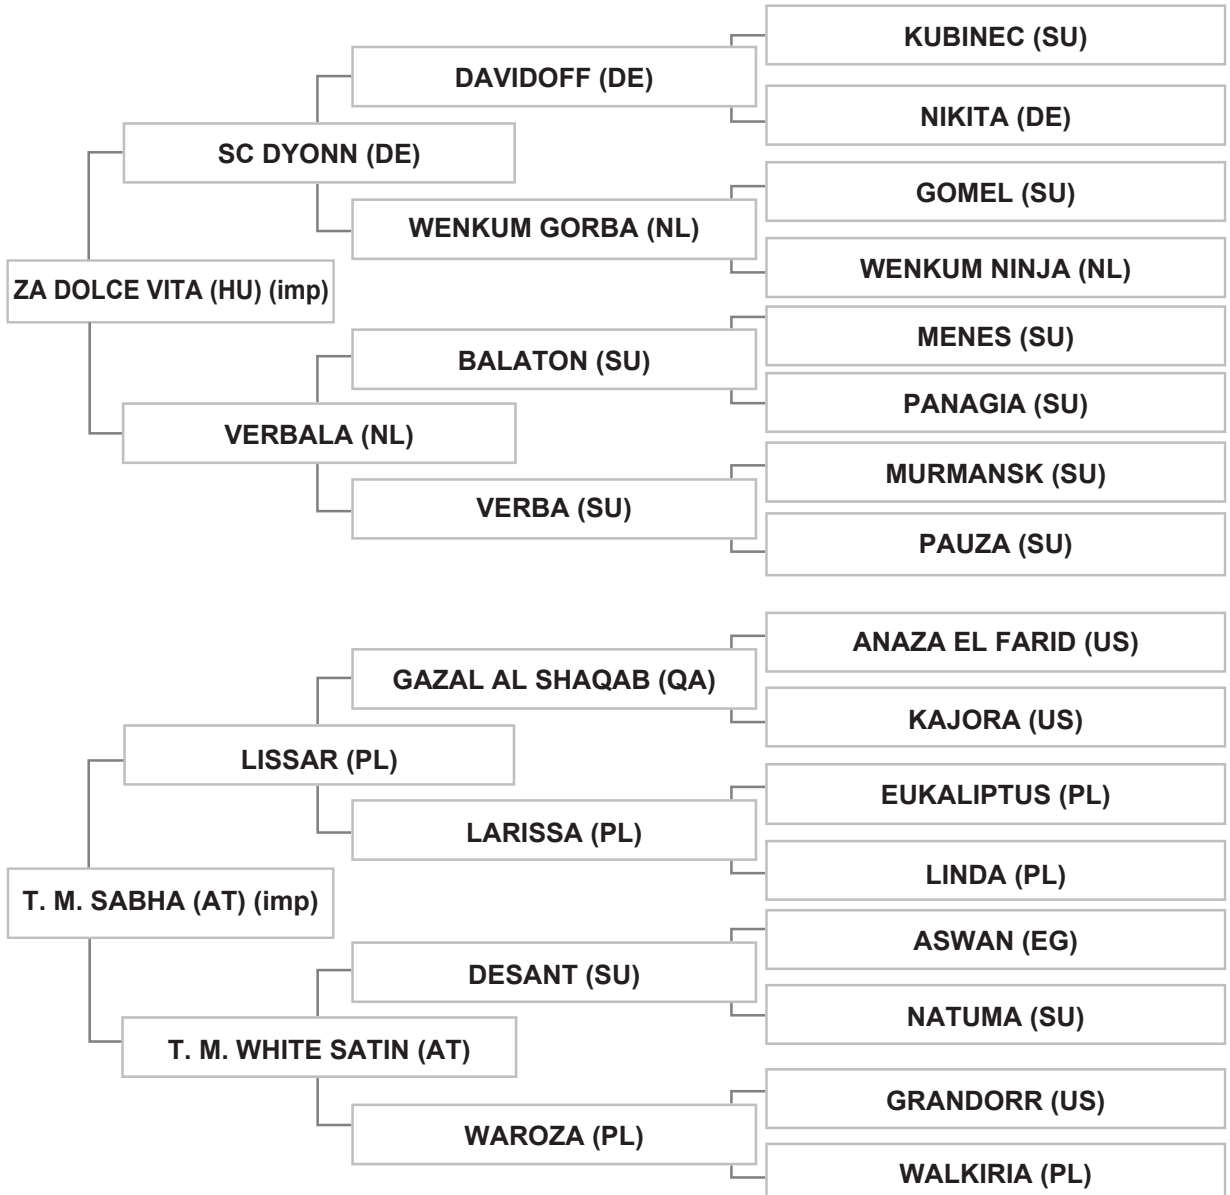 KUBINEC (SU)
DAVIDOFF (DE)
NIKITA (DE)
SC DYONN (DE)
GOMEL (SU)
WENKUM GORBA (NL)
WENKUM NINJA (NL)
ZA DOLCE VITA (HU) (imp)
MENES (SU)
BALATON (SU)
PANAGIA (SU)
VERBALA (NL)
MURMANSK (SU)
VERBA (SU)
PAUZA (SU)
ANAZA EL FARID (US)
GAZAL AL SHAQAB (QA)
KAJORA (US)
LISSAR (PL)
EUKALIPTUS (PL)
LARISSA (PL)
LINDA (PL)
T. M. SABHA (AT) (imp)
ASWAN (EG)
DESANT (SU)
NATUMA (SU)
T. M. WHITE SATIN (AT)
GRANDORR (US)
WAROZA (PL)
WALKIRIA (PL)